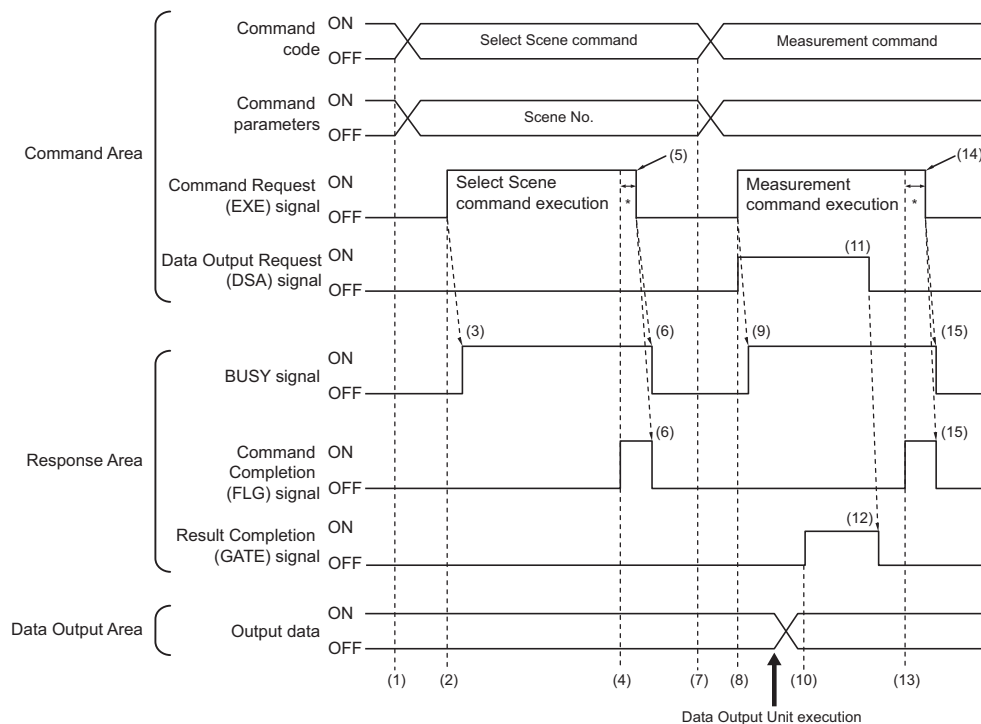 Command code
ON
OFF
Select Scene command
Measurement command
Command parameters
ON
OFF
Scene No.
Command Area
Command Request (EXE) signal
ON
OFF
Select Scene
command execution
*
(5)
Measurement
command execution
*
(14)
Data Output Request (DSA) signal
ON
OFF
(11)
Response Area
BUSY signal
ON
OFF
(3)
(6)
(9)
(15)
Command
Completion
(FLG) signal
ON
OFF
(6)
(15)
Result Completion
(GATE) signal
ON
OFF
(12)
Data Output Area
Output data
ON
OFF
(1)
(2)
(4)
(7)
(8)
(10)
(13)
Data Output Unit execution